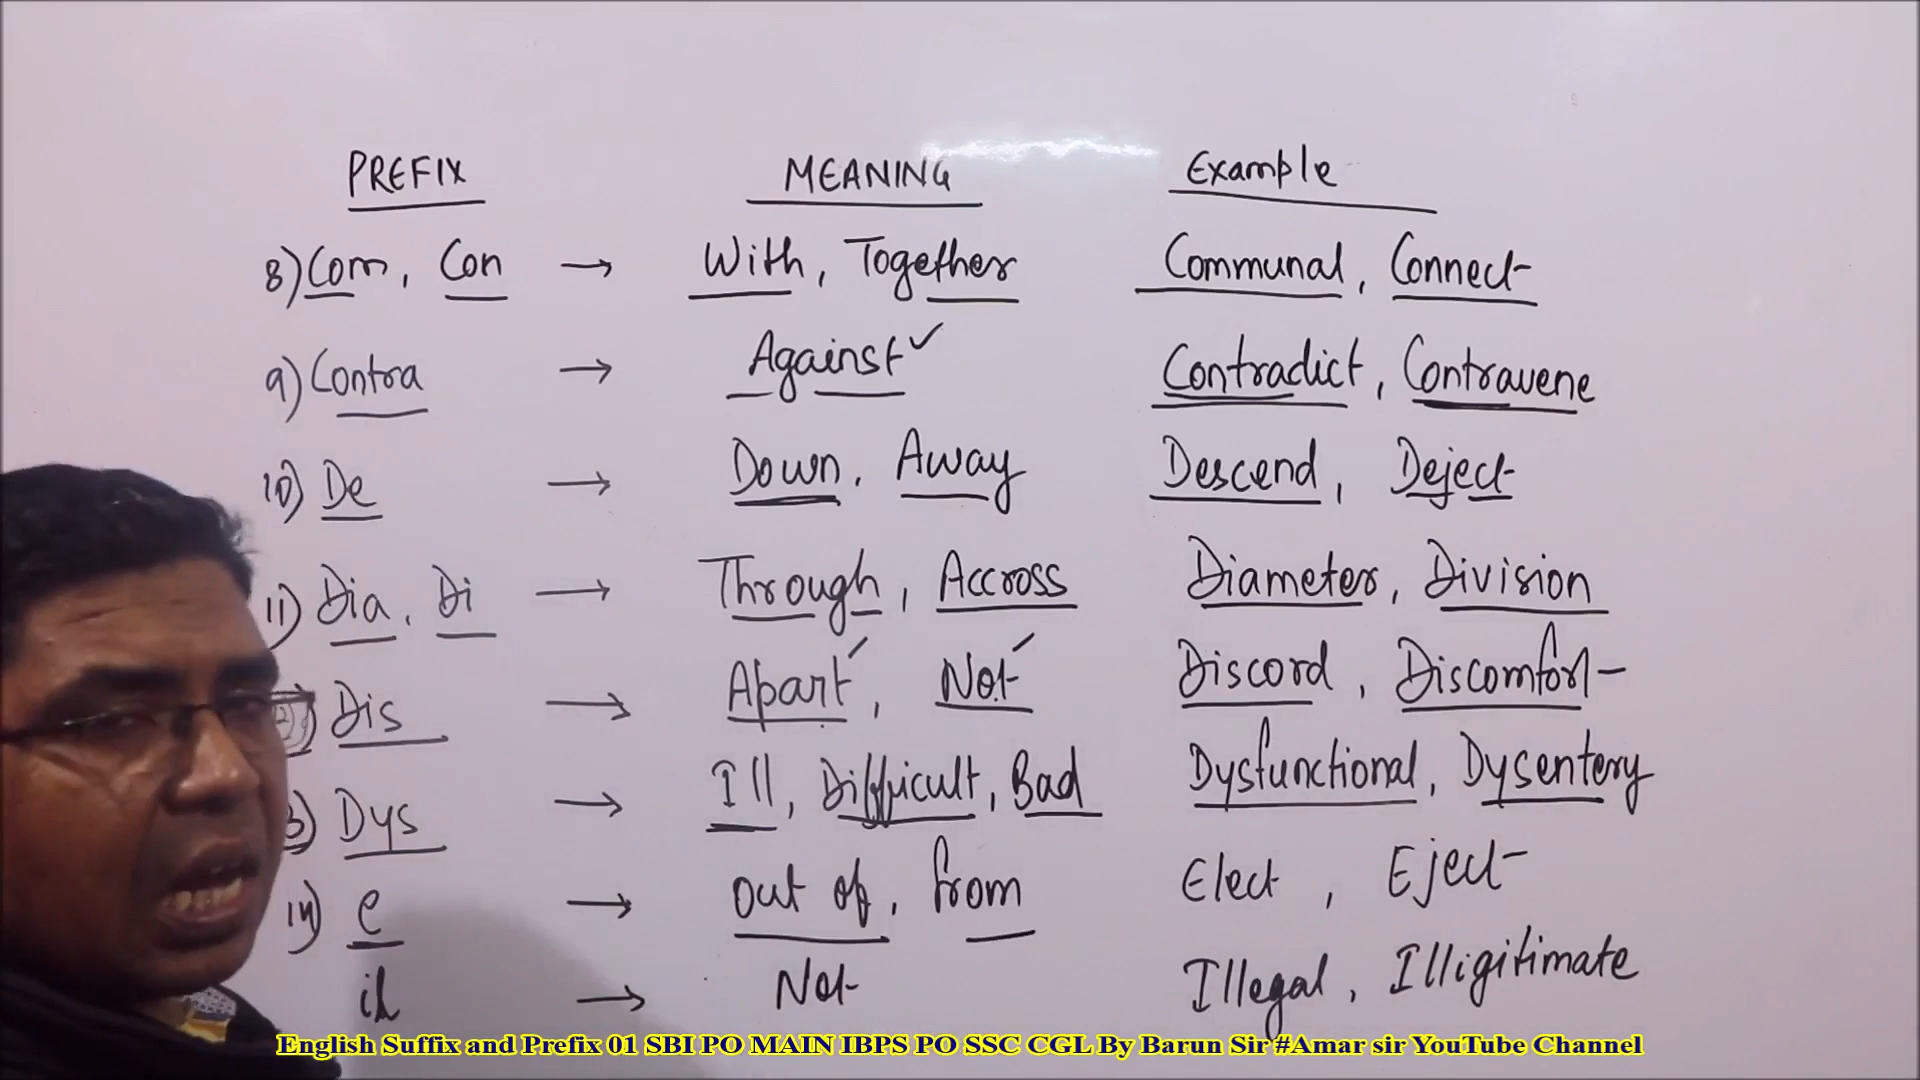 PREFIX MEANING Example
8) Com, Con → With, Together Communal, Connect
9) Contra → Against ✓ Contradict, Contravene
10) De → Down, Away Descend, Deject
11) Dia, Di → Through, Accross Diameter, Division
2) Dis → Apart ✓, Not ✓ Discord, Discomfort
3) Dys → Ill, Difficult, Bad Dysfunctional, Dysentery
14) e → out of, from Elect, Eject
il → Not Illegal, Illigitimate
English Suffix and Prefix 01 SBI PO MAIN IBPS PO SSC CGL By Barun Sir #Amar sir YouTube Channel